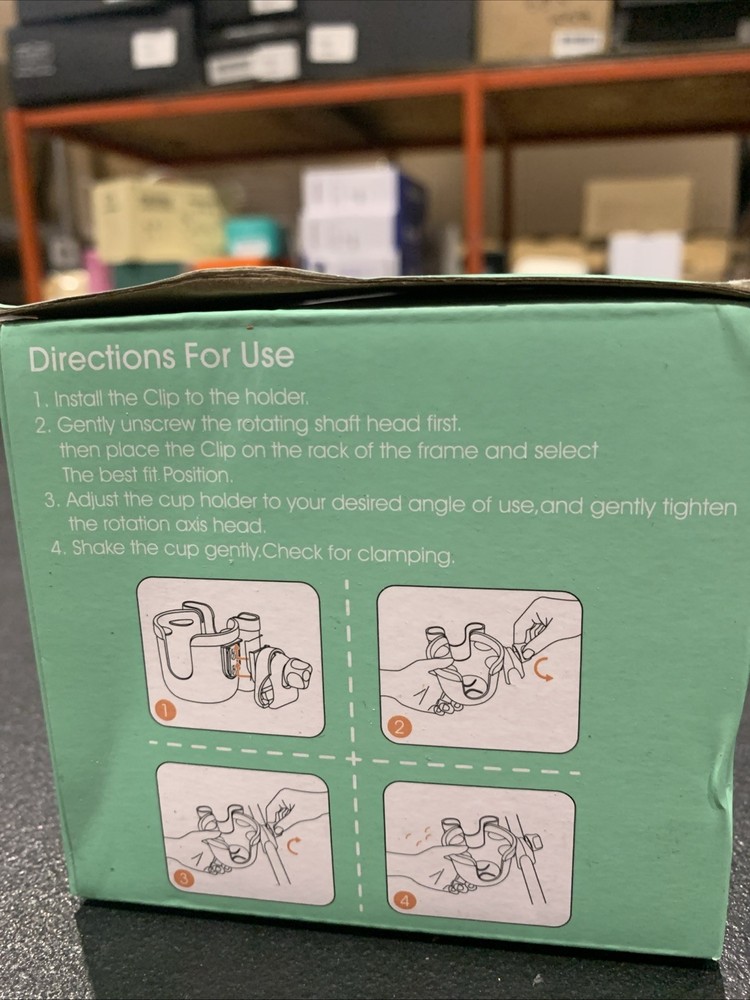 Directions For Use
1. Install the Clip to the holder.
2. Gently unscrew the rotating shaft head first.
then place the Clip on the rack of the frame and select
The best fit Position.
3. Adjust the cup holder to your desired angle of use,and gently tighten
the rotation axis head.
4. Shake the cup gently.Check for clamping.
1
2
3
4